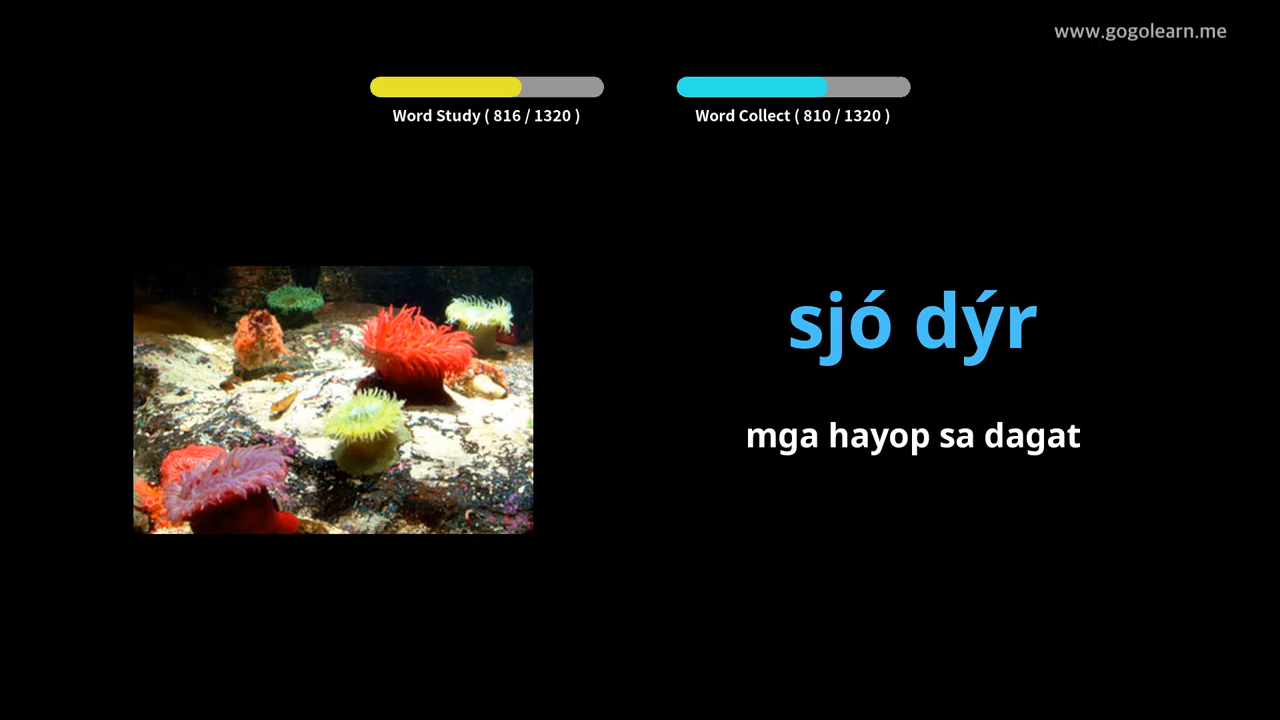 www.gogolearn.me
Word Study ( 816 / 1320 )
Word Collect ( 810 / 1320 )
sjó dýr
mga hayop sa dagat